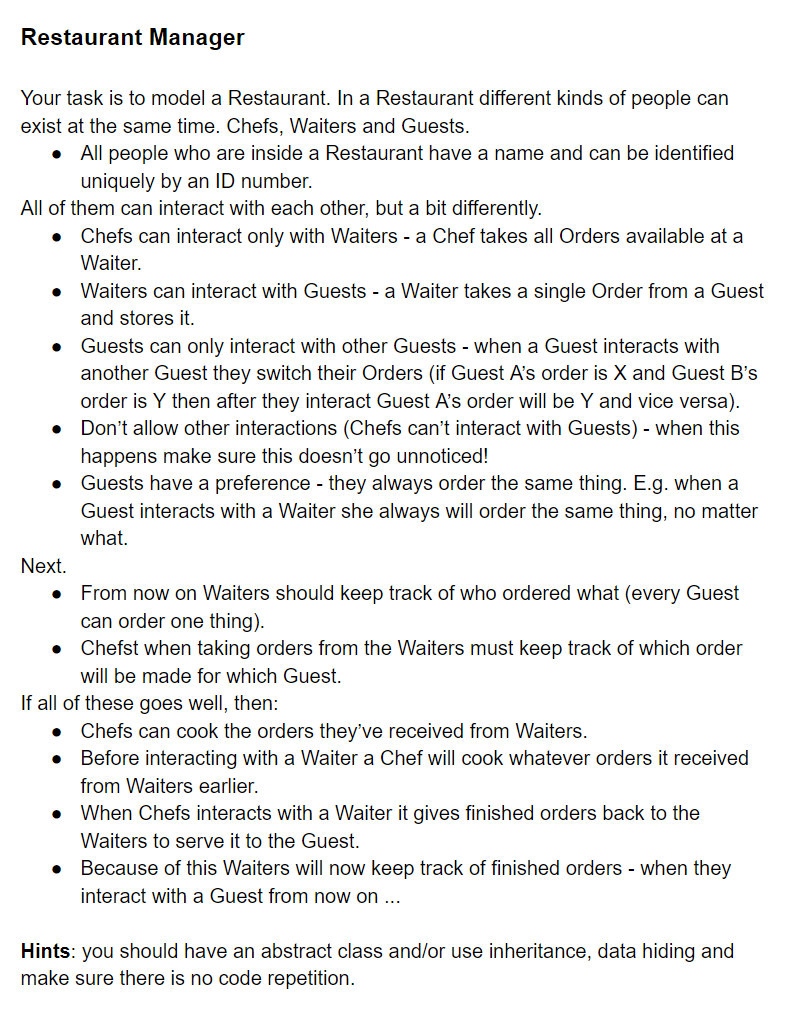 Restaurant Manager
Your task is to model a Restaurant. In a Restaurant different kinds of people can
exist at the same time. Chefs, Waiters and Guests.
● All people who are inside a Restaurant have a name and can be identified
uniquely by an ID number.
All of them can interact with each other, but a bit differently.
● Chefs can interact only with Waiters - a Chef takes all Orders available at a
Waiter.
● Waiters can interact with Guests - a Waiter takes a single Order from a Guest
and stores it.
● Guests can only interact with other Guests - when a Guest interacts with
another Guest they switch their Orders (if Guest A’s order is X and Guest B’s
order is Y then after they interact Guest A’s order will be Y and vice versa).
● Don’t allow other interactions (Chefs can’t interact with Guests) - when this
happens make sure this doesn’t go unnoticed!
● Guests have a preference - they always order the same thing. E.g. when a
Guest interacts with a Waiter she always will order the same thing, no matter
what.
Next.
● From now on Waiters should keep track of who ordered what (every Guest
can order one thing).
● Chefst when taking orders from the Waiters must keep track of which order
will be made for which Guest.
If all of these goes well, then:
● Chefs can cook the orders they’ve received from Waiters.
● Before interacting with a Waiter a Chef will cook whatever orders it received
from Waiters earlier.
● When Chefs interacts with a Waiter it gives finished orders back to the
Waiters to serve it to the Guest.
● Because of this Waiters will now keep track of finished orders - when they
interact with a Guest from now on ...
Hints: you should have an abstract class and/or use inheritance, data hiding and
make sure there is no code repetition.